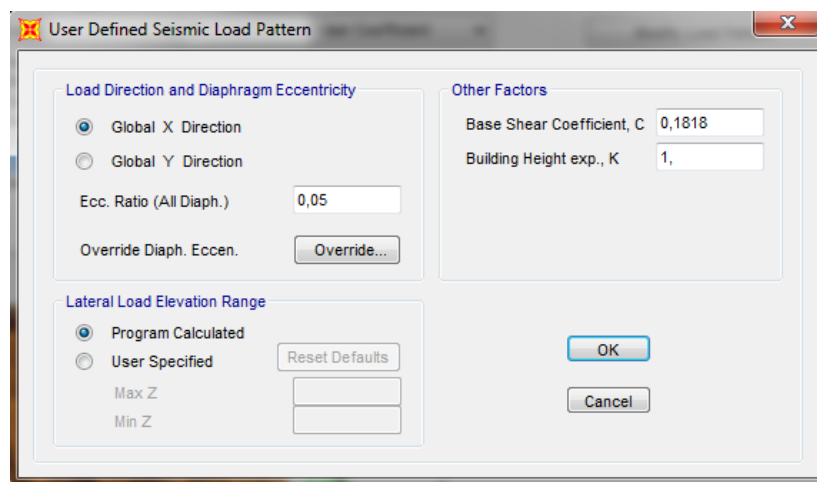 User Defined Seismic Load Pattern
Load Direction and Diaphragm Eccentricity
Global X Direction
Global Y Direction
Ecc. Ratio (All Diaph.) 0,05
Override Diaph. Eccen. Override...
Other Factors
Base Shear Coefficient, C 0,1818
Building Height exp., K 1,
Lateral Load Elevation Range
Program Calculated
User Specified Reset Defaults
Max Z
Min Z
OK
Cancel